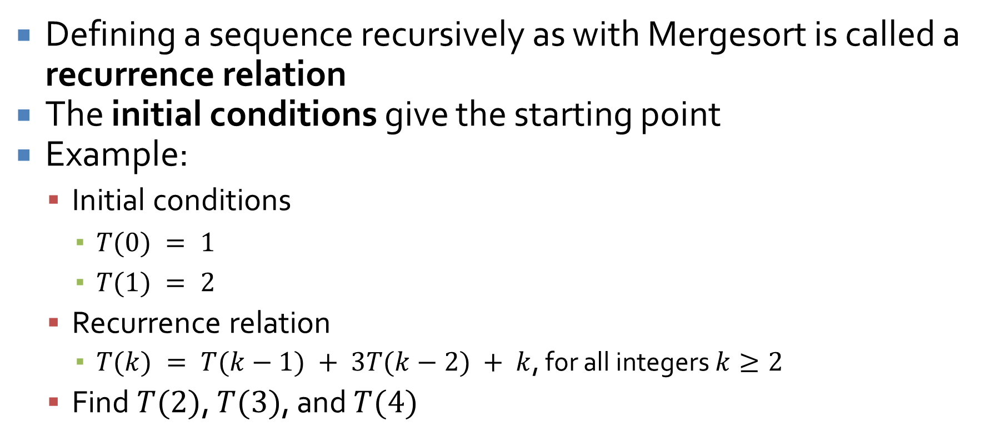 Defining a sequence recursively as with Mergesort is called a
recurrence relation
The initial conditions give the starting point
Example:
Initial conditions
T(0) = 1
T(1) = 2
Recurrence relation
T(k) = T(k − 1) + 3T(k − 2) + k, for all integers k ≥ 2
Find T(2), T(3), and T(4)